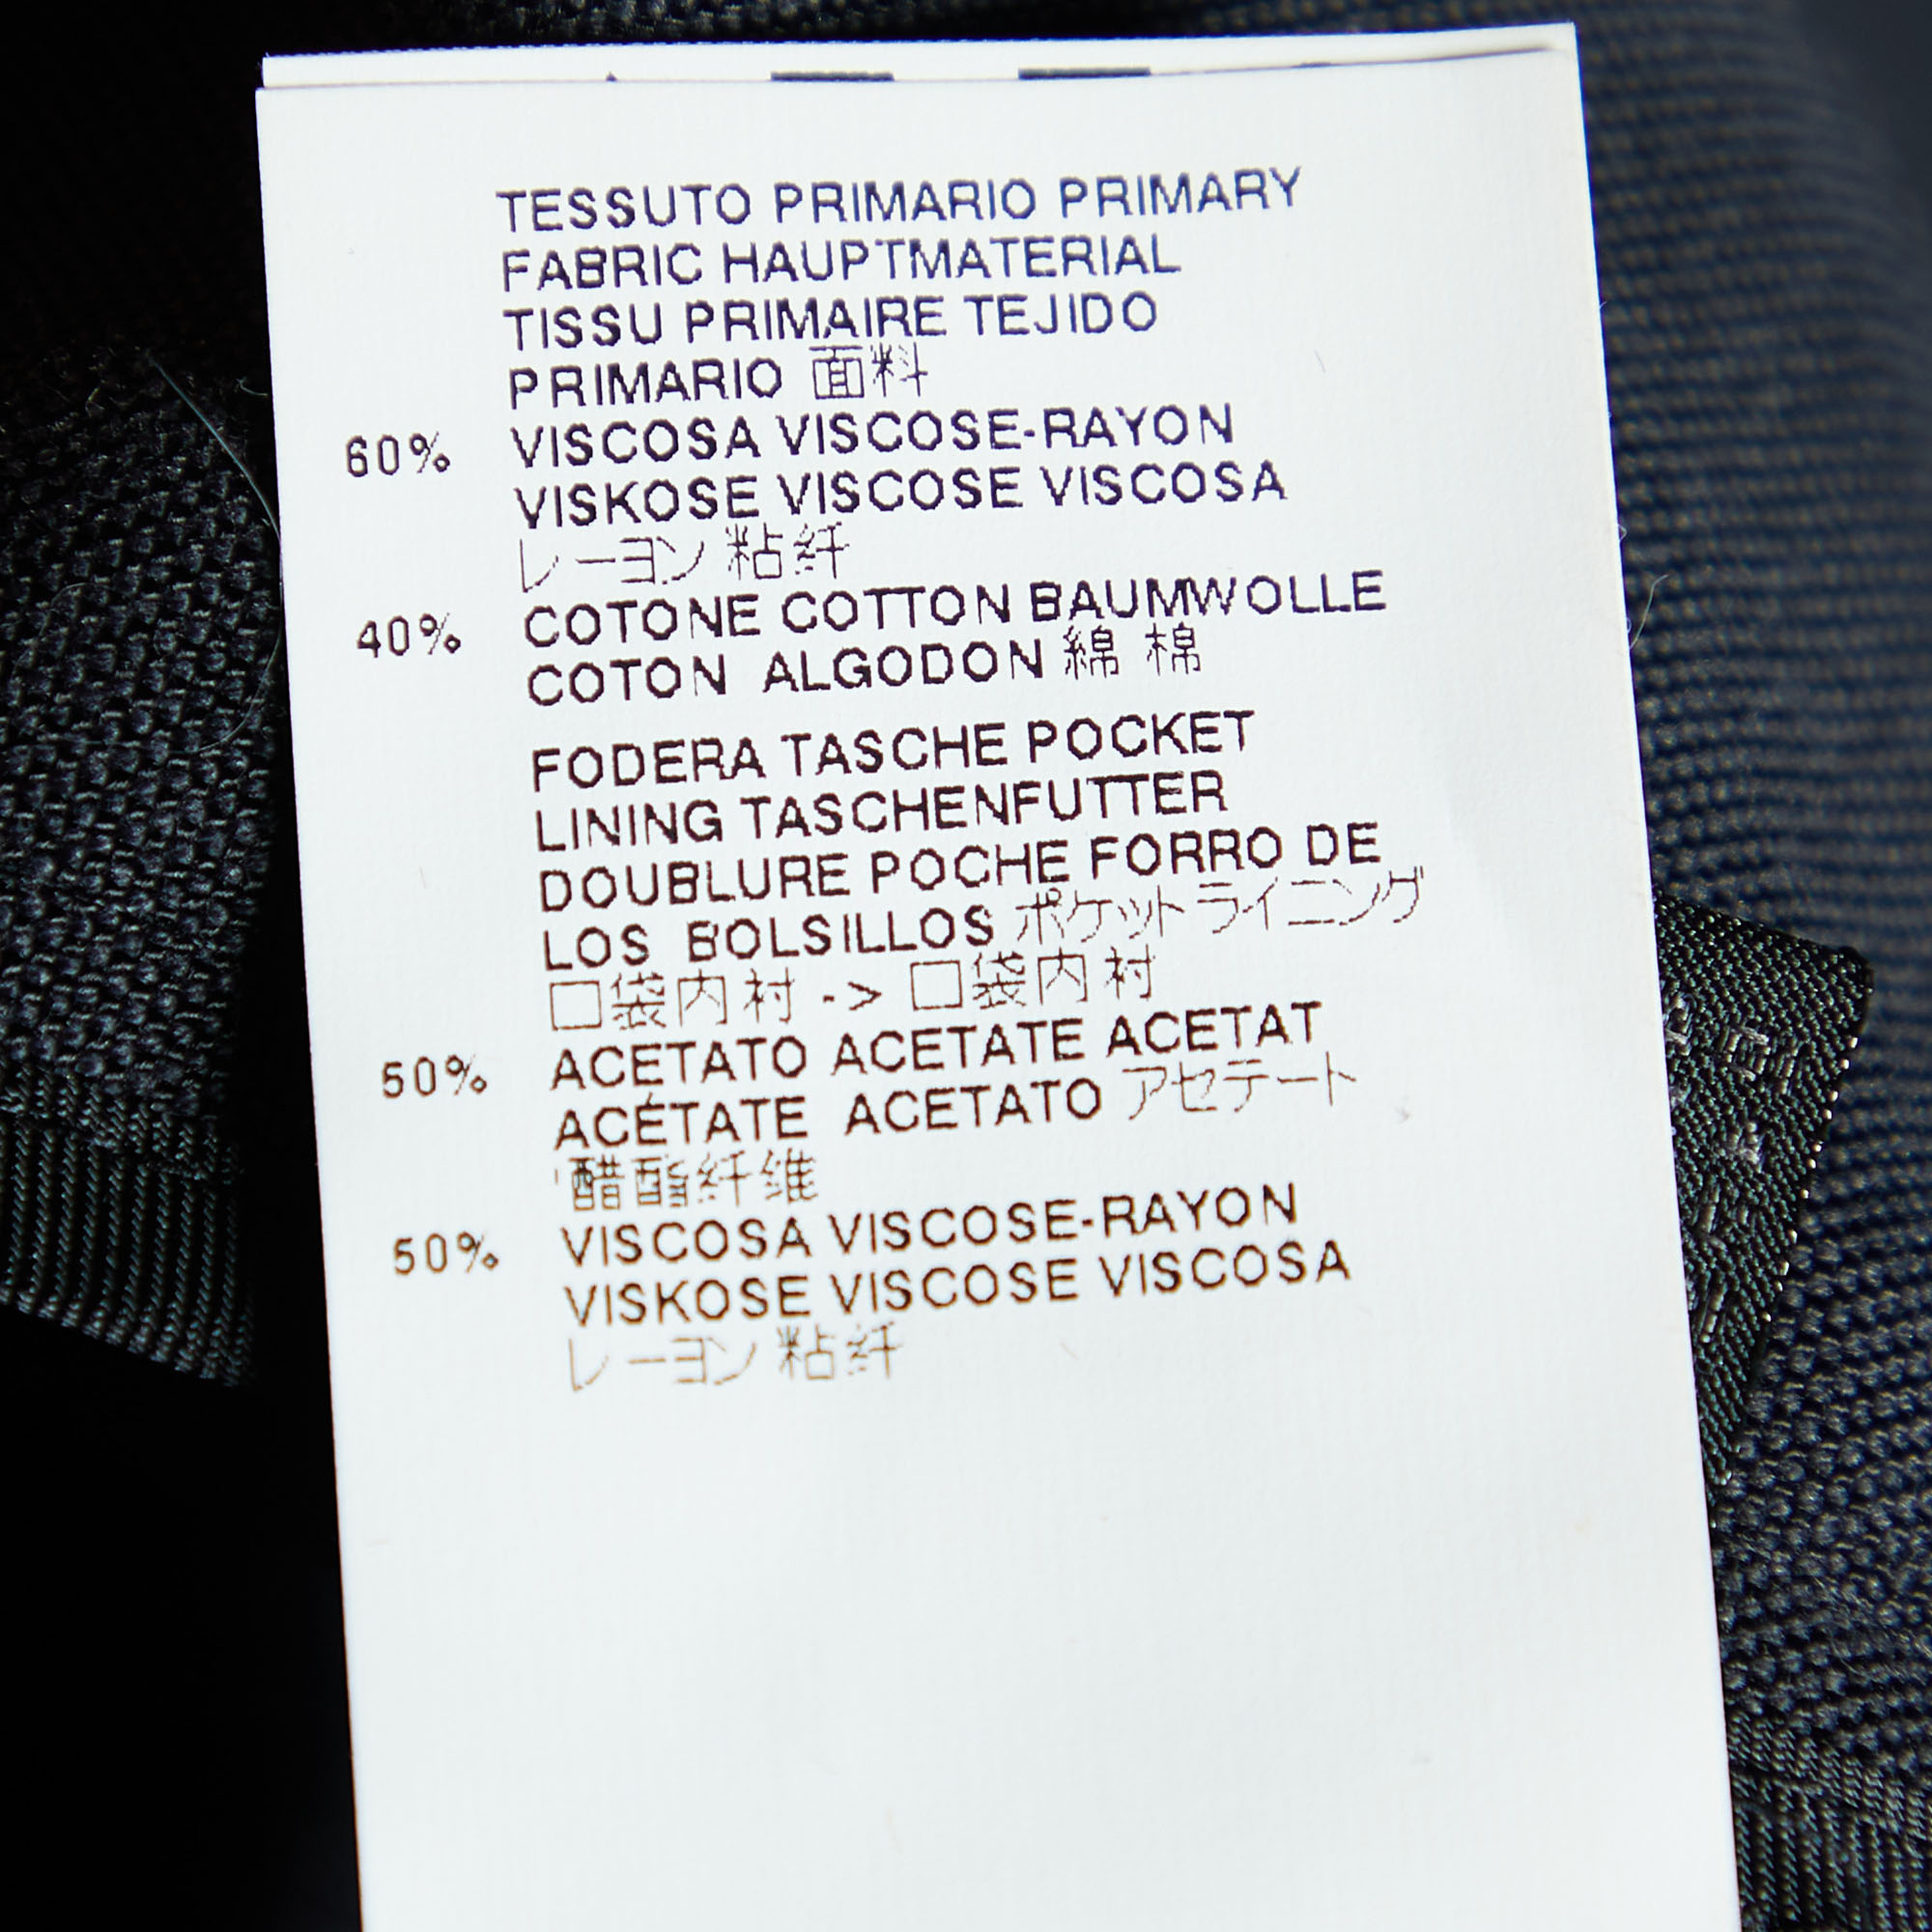 TESSUTO PRIMARIO PRIMARY
FABRIC HAUPTMATERIAL
TISSU PRIMAIRE TEJIDO
PRIMARIO 面料
60% VISCOSA VISCOSE-RAYON
VISKOSE VISCOSE VISCOSA
レーヨン 粘纤
40% COTONE COTTON BAUMWOLLE
COTON ALGODON 綿 棉
FODERA TASCHE POCKET
LINING TASCHENFUTTER
DOUBLURE POCHE FORRO DE
LOS BOLSILLOS ポケットライニング
口袋内衬 -> 口袋内衬
50% ACETATO ACETATE ACETAT
ACÉTATE ACETATO アセテート
醋酯纤维
50% VISCOSA VISCOSE-RAYON
VISKOSE VISCOSE VISCOSA
レーヨン 粘纤